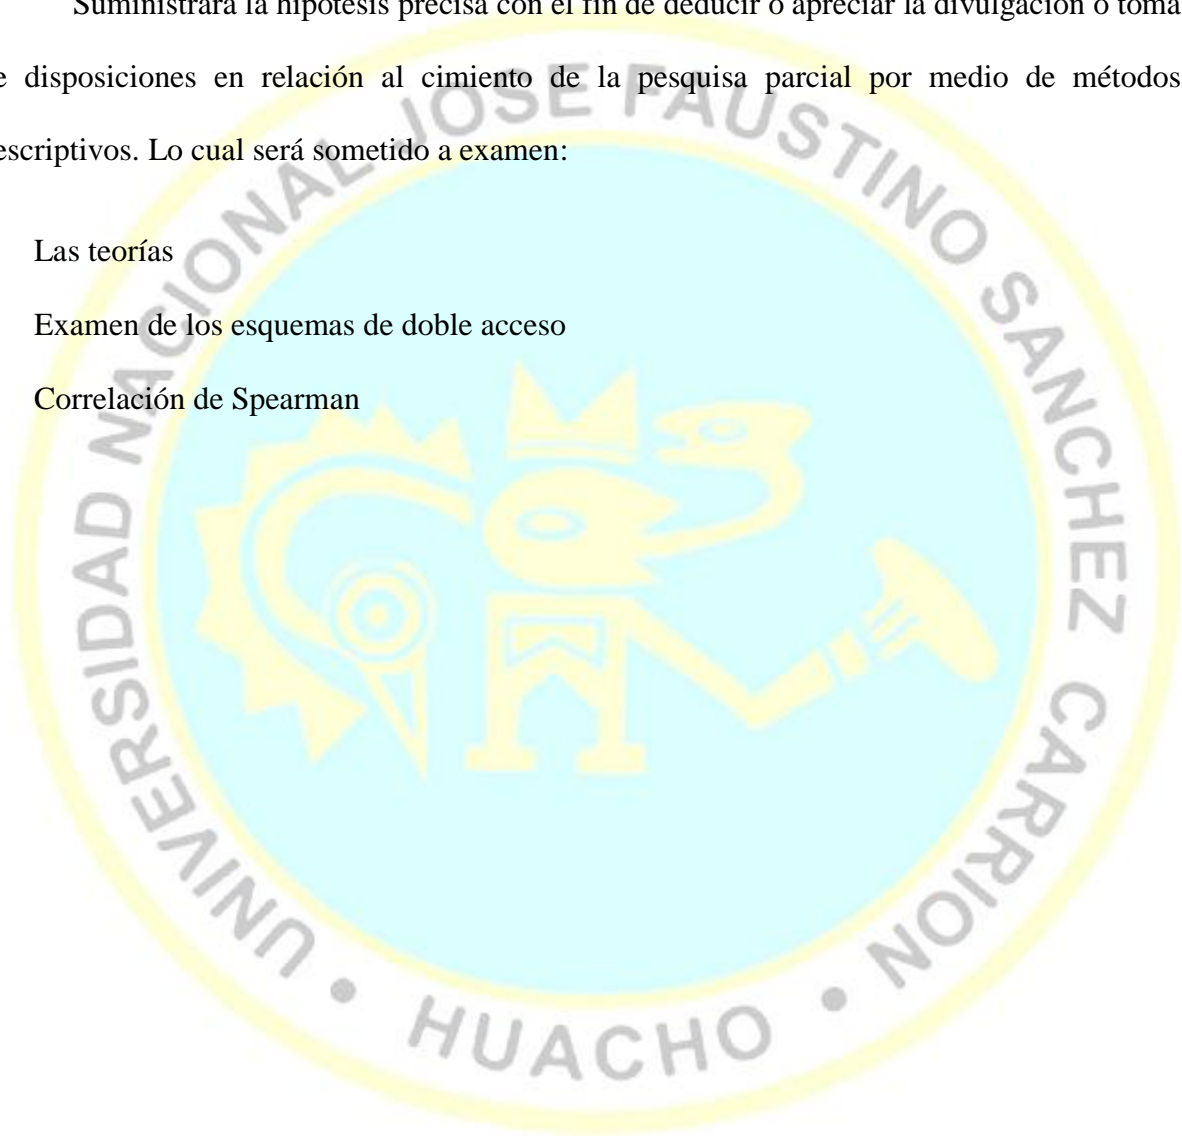 Suministrará la hipótesis precisa con el fin de deducir o apreciar la divulgación o toma
e disposiciones en relación al cimiento de la pesquisa parcial por medio de métodos
escriptivos. Lo cual será sometido a examen:
Las teorías
Examen de los esquemas de doble acceso
Correlación de Spearman
UNIVERSIDAD NACIONAL JOSE FAUSTINO SANCHEZ CARRION
• HUACHO •